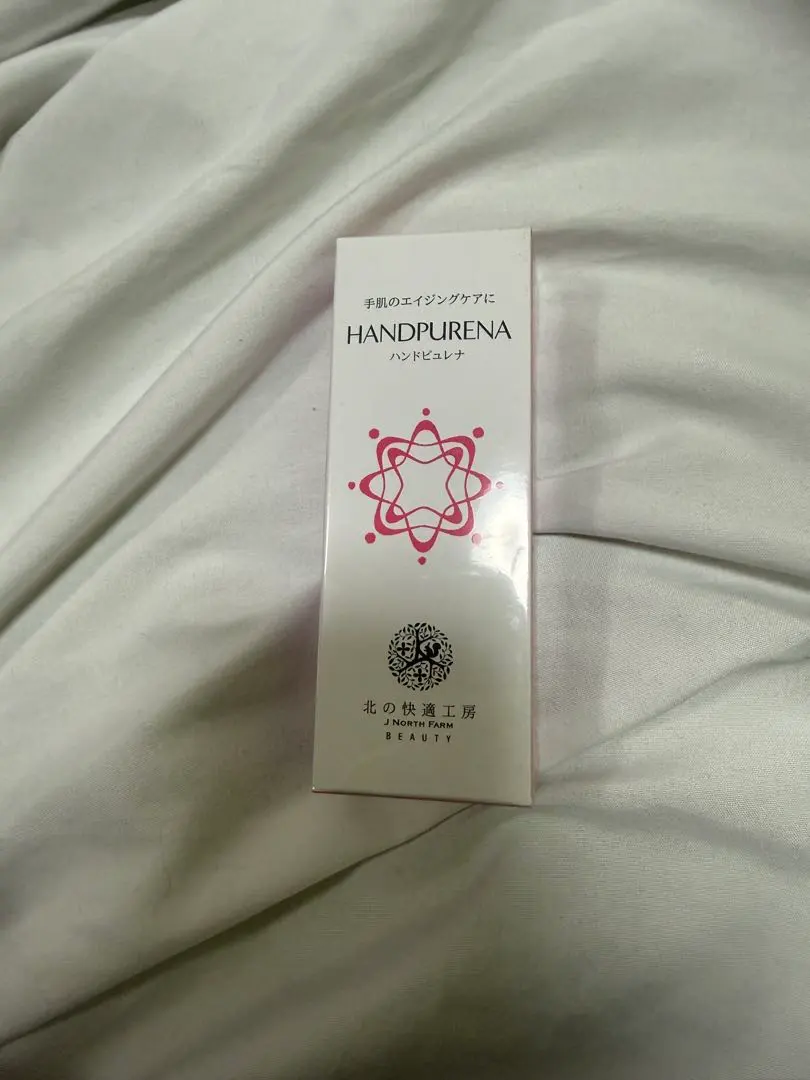 手肌のエイジングケアに
HANDPURENA
ハンドピュレナ
北の快適工房
J NORTH FARM
BEAUTY